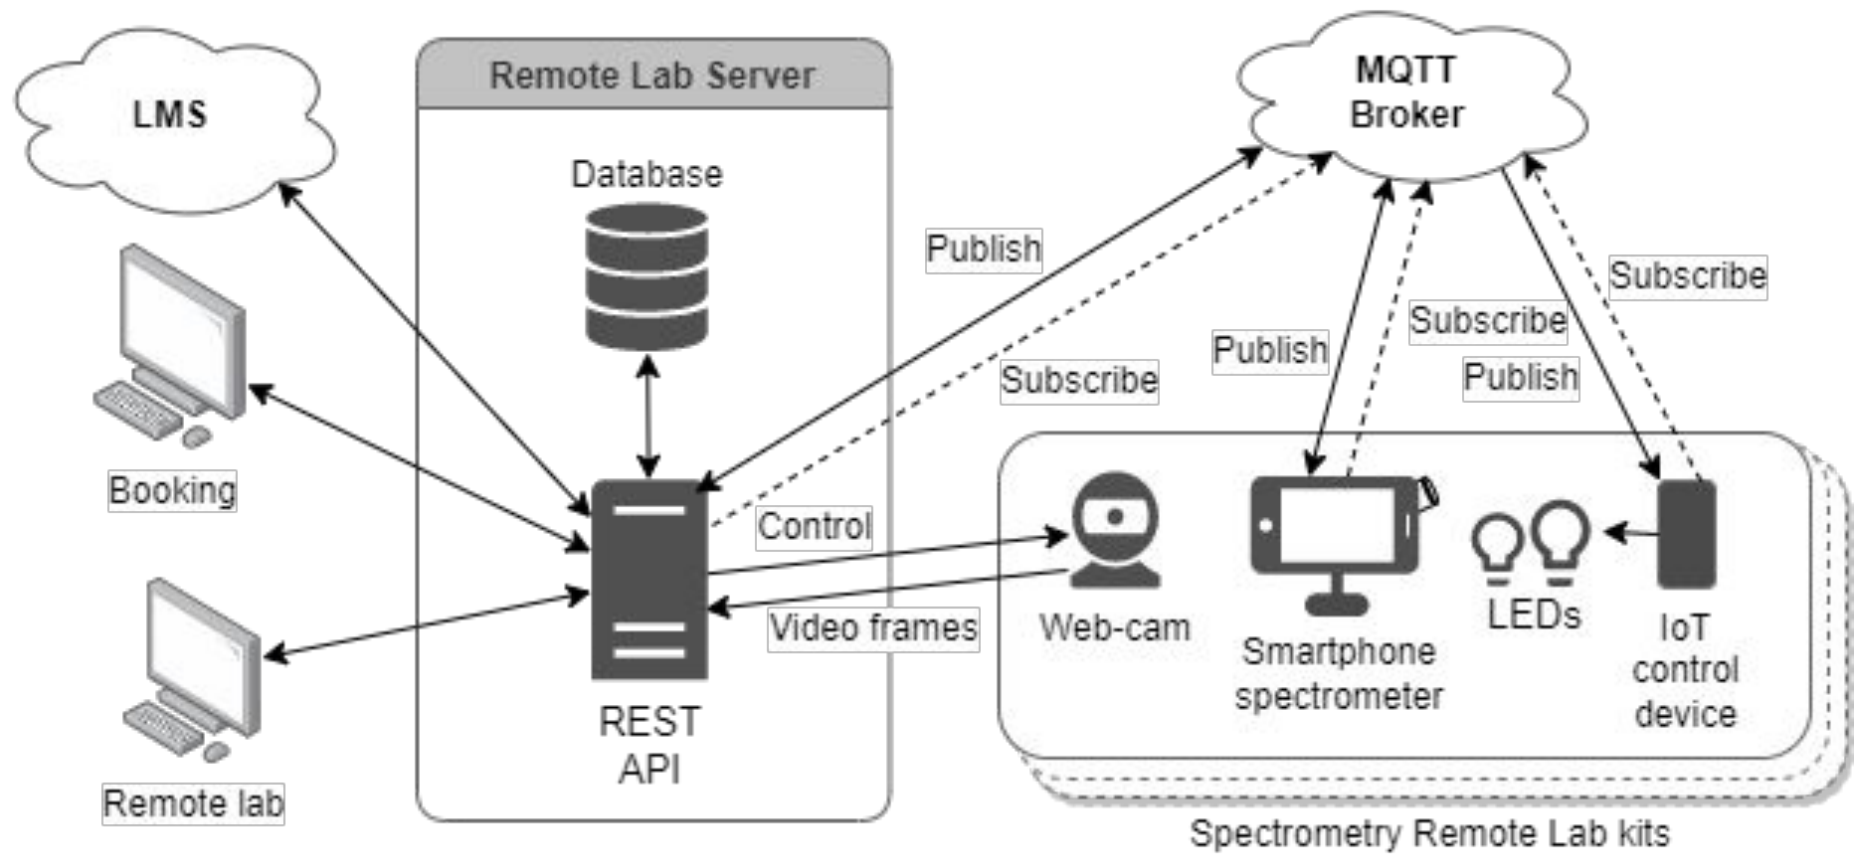 LMS
Remote Lab Server
MQTT
Broker
Database
Publish
Subscribe
Publish
Subscribe
Publish
Subscribe
Booking
Control
Video frames
Web-cam
Smartphone
spectrometer
LEDs
IoT
control
device
REST
API
Remote lab
Spectrometry Remote Lab kits